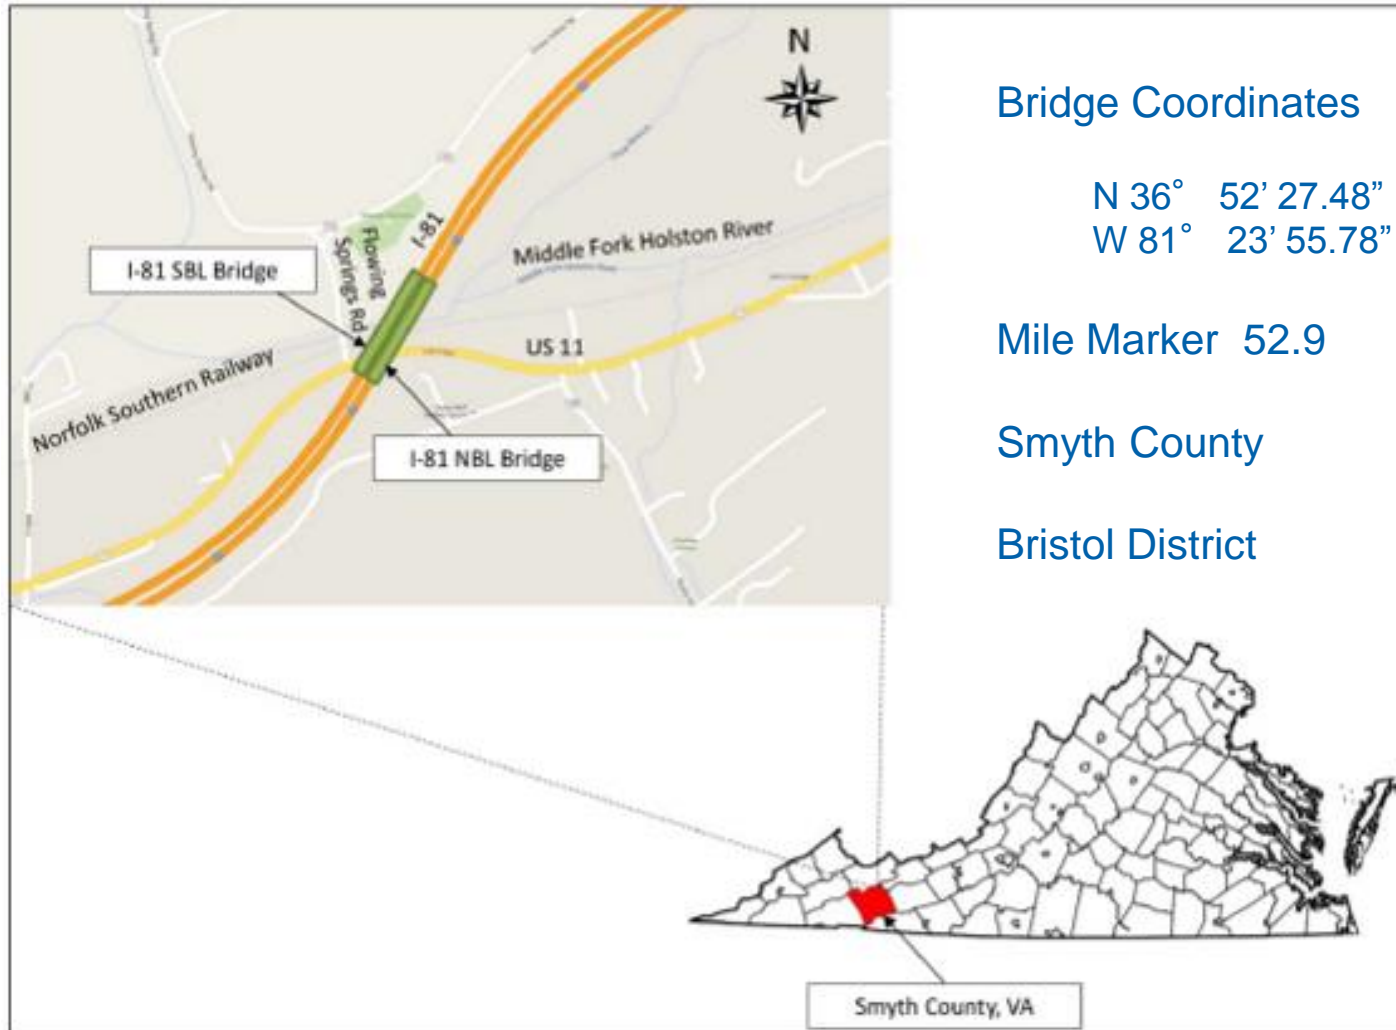 N
Bridge Coordinates
N 36° 52’ 27.48”
W 81° 23’ 55.78”
Mile Marker 52.9
Smyth County
Bristol District
I-81
Flowing
Springs Rd
Middle Fork Holston River
I-81 SBL Bridge
US 11
Norfolk Southern Railway
I-81 NBL Bridge
Smyth County, VA